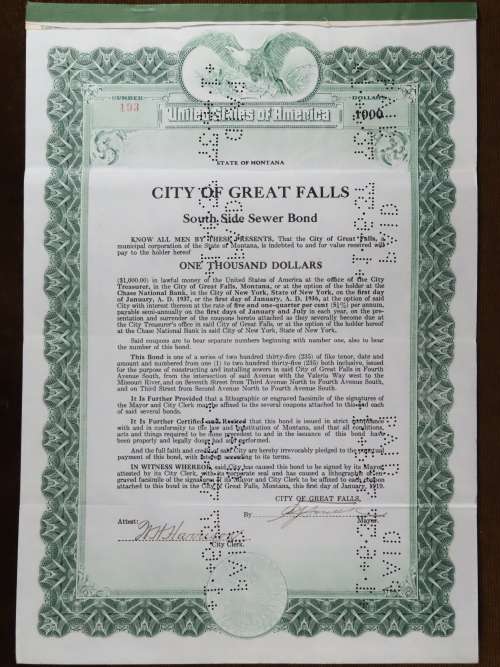 NUMBER
193
DOLLARS
1000
United States of America
STATE OF MONTANA
CITY OF GREAT FALLS
South Side Sewer Bond
KNOW ALL MEN BY THESE PRESENTS, That the City of Great Falls, a
municipal corporation of the State of Montana, is indebted to and for value received will
pay to the holder hereof
ONE THOUSAND DOLLARS
($1,000.00) in lawful money of the United States of America at the office of the City
Treasurer, in the City of Great Falls, Montana, or at the option of the holder at the
Chase National Bank, in the City of New York, State of New York, on the first day
of January, A. D. 1937, or the first day of January, A. D. 1936, at the option of said
City with interest thereon at the rate of five and one-quarter per cent (5¼%) per annum,
payable semi-annually on the first days of January and July in each year, on the pre-
sentation and surrender of the coupons hereto attached as they severally become due at
the City Treasurer's office in said City of Great Falls, or at the option of the holder hereof
at the Chase National Bank in said City of New York, State of New York.
Said coupons are to bear separate numbers beginning with number one, also to bear
the number of this bond.
This Bond is one of a series of two hundred thirty-five (235) of like tenor, date and
amount and numbered from one (1) to two hundred thirty-five (235) both inclusive, issued
for the purpose of constructing and installing sewers in said City of Great Falls in Fourth
Avenue South, from the intersection of said Avenue with the Valeria Way west to the
Missouri River, and on Seventh Street from Third Avenue North to Fourth Avenue South,
and on Third Street from Second Avenue North to Fourth Avenue South.
It Is Further Provided that a lithographic or engraved facsimile of the signatures of
the Mayor and City Clerk may be affixed to the several coupons attached to this and each
of said several bonds.
It Is Further Certified and Recited that this bond is issued in strict compliance
with and in conformity to the law and legislation of Montana, and that all conditions,
acts and things required to be done precedent to and in the issuance of this bond have
been properly and legally done had and performed.
And the full faith and credit of said City are hereby irrevocably pledged to the punctual
payment of this bond, with interest according to its terms.
IN WITNESS WHEREOF, said City has caused this bond to be signed by its Mayor,
attested by its City Clerk, with its corporate seal and has caused a lithographic or en-
graved facsimile of the signatures of its Mayor and City Clerk to be affixed to each coupon
attached to this bond in the City of Great Falls, Montana, this first day of January, 1919.
CITY OF GREAT FALLS,
By
Mayor.
Attest:
W H Harrison
City Clerk.